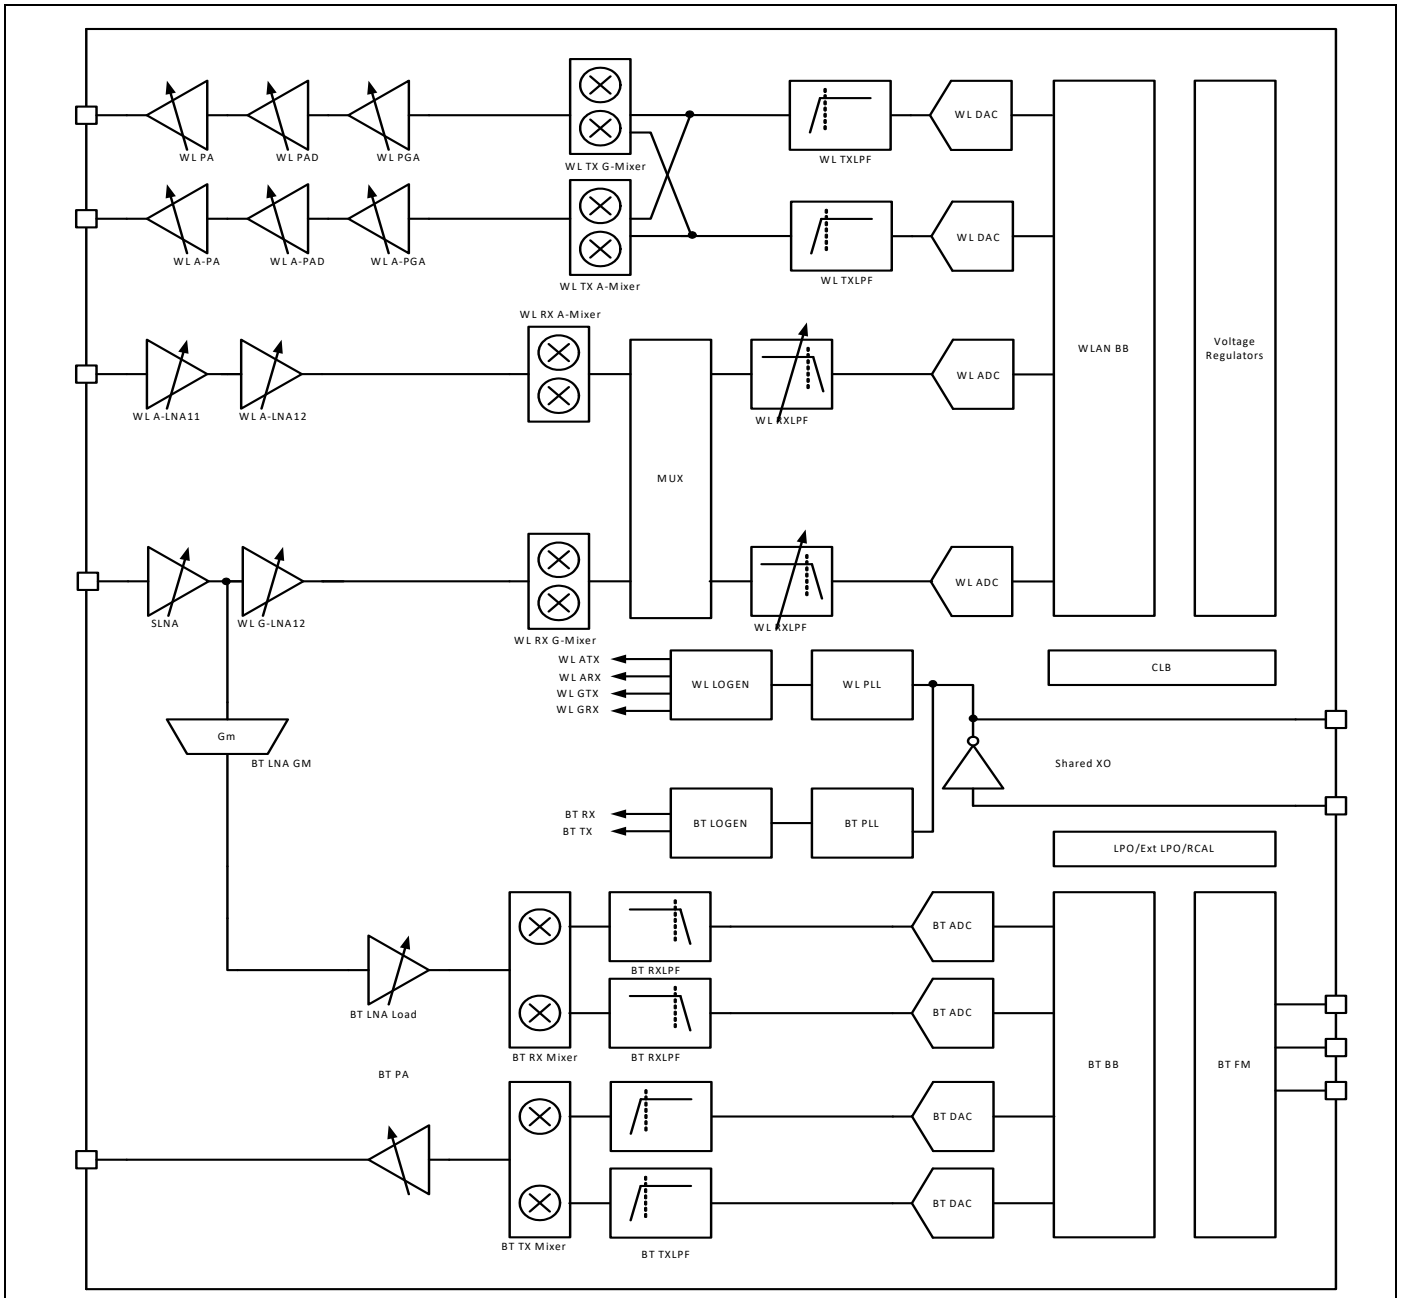 WL DAC
WL PA
WL PAD
WL PGA
WL TX G-Mixer
WL TXLPF
WL DAC
WL A-PA
WL A-PAD
WL A-PGA
WL TX A-Mixer
WL TXLPF
WL RX A-Mixer
WLAN BB
Voltage
Regulators
WL ADC
WL A-LNA11
WL A-LNA12
WL RXLPF
MUX
WL ADC
SLNA
WL G-LNA12
WL RXLPF
WL RX G-Mixer
WL ATX
WL ARX
WL GTX
WL GRX
WL LOGEN
WL PLL
CLB
Gm
BT LNA GM
Shared XO
BT RX
BT TX
BT LOGEN
BT PLL
LPO/Ext LPO/RCAL
BT ADC
BT RXLPF
BT LNA Load
BT ADC
BT RX Mixer
BT RXLPF
BT BB
BT FM
BT PA
BT DAC
BT DAC
BT TX Mixer
BT TXLPF